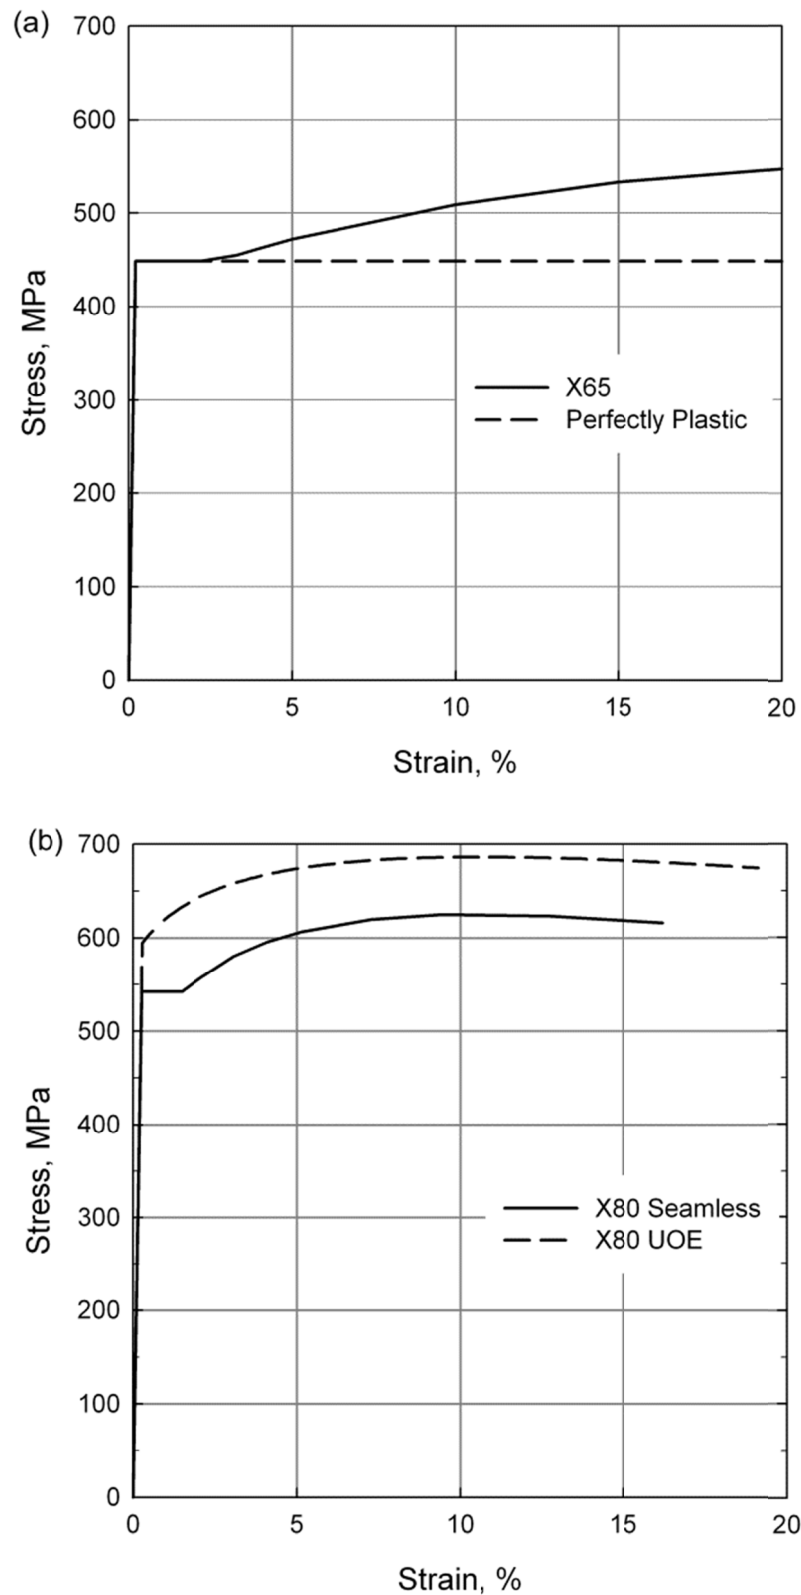 (a)
700
600
500
400
300
200
100
0
Stress, MPa
X65
Perfectly Plastic
0 5 10 15 20
Strain, %
(b)
700
600
500
400
300
200
100
0
Stress, MPa
X80 Seamless
X80 UOE
0 5 10 15 20
Strain, %